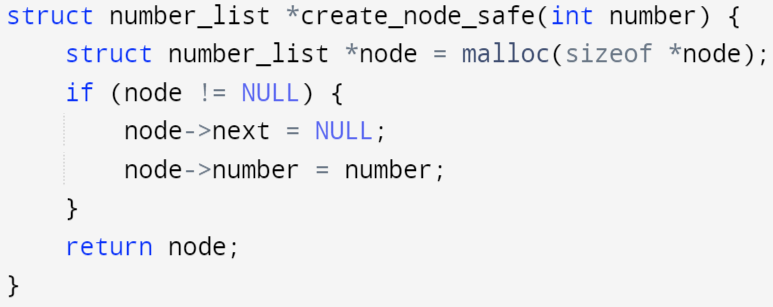 struct number_list *create_node_safe(int number) {
    struct number_list *node = malloc(sizeof *node);
    if (node != NULL) {
        node->next = NULL;
        node->number = number;
    }
    return node;
}